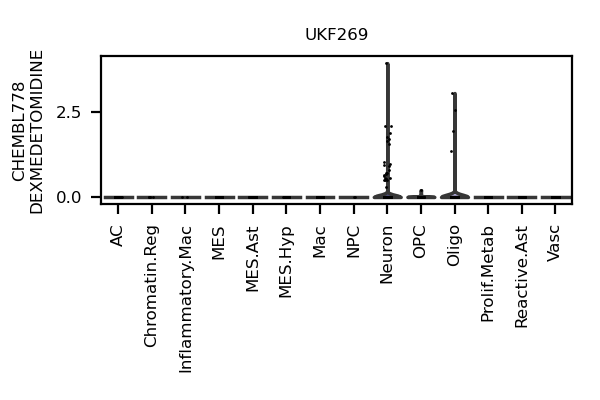 UKF269
CHEMBL778
DEXMEDETOMIDINE
2.5
0.0
AC
Chromatin.Reg
Inflammatory.Mac
MES
MES.Ast
MES.Hyp
Mac
NPC
Neuron
OPC
Oligo
Prolif.Metab
Reactive.Ast
Vasc